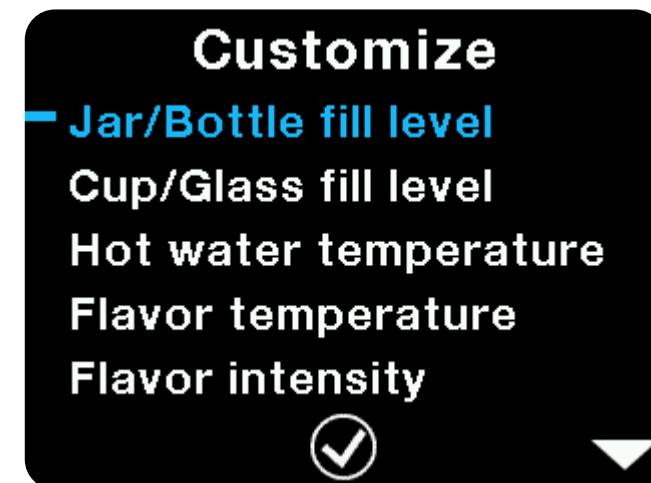 Customize
Jar/Bottle fill level
Cup/Glass fill level
Hot water temperature
Flavor temperature
Flavor intensity